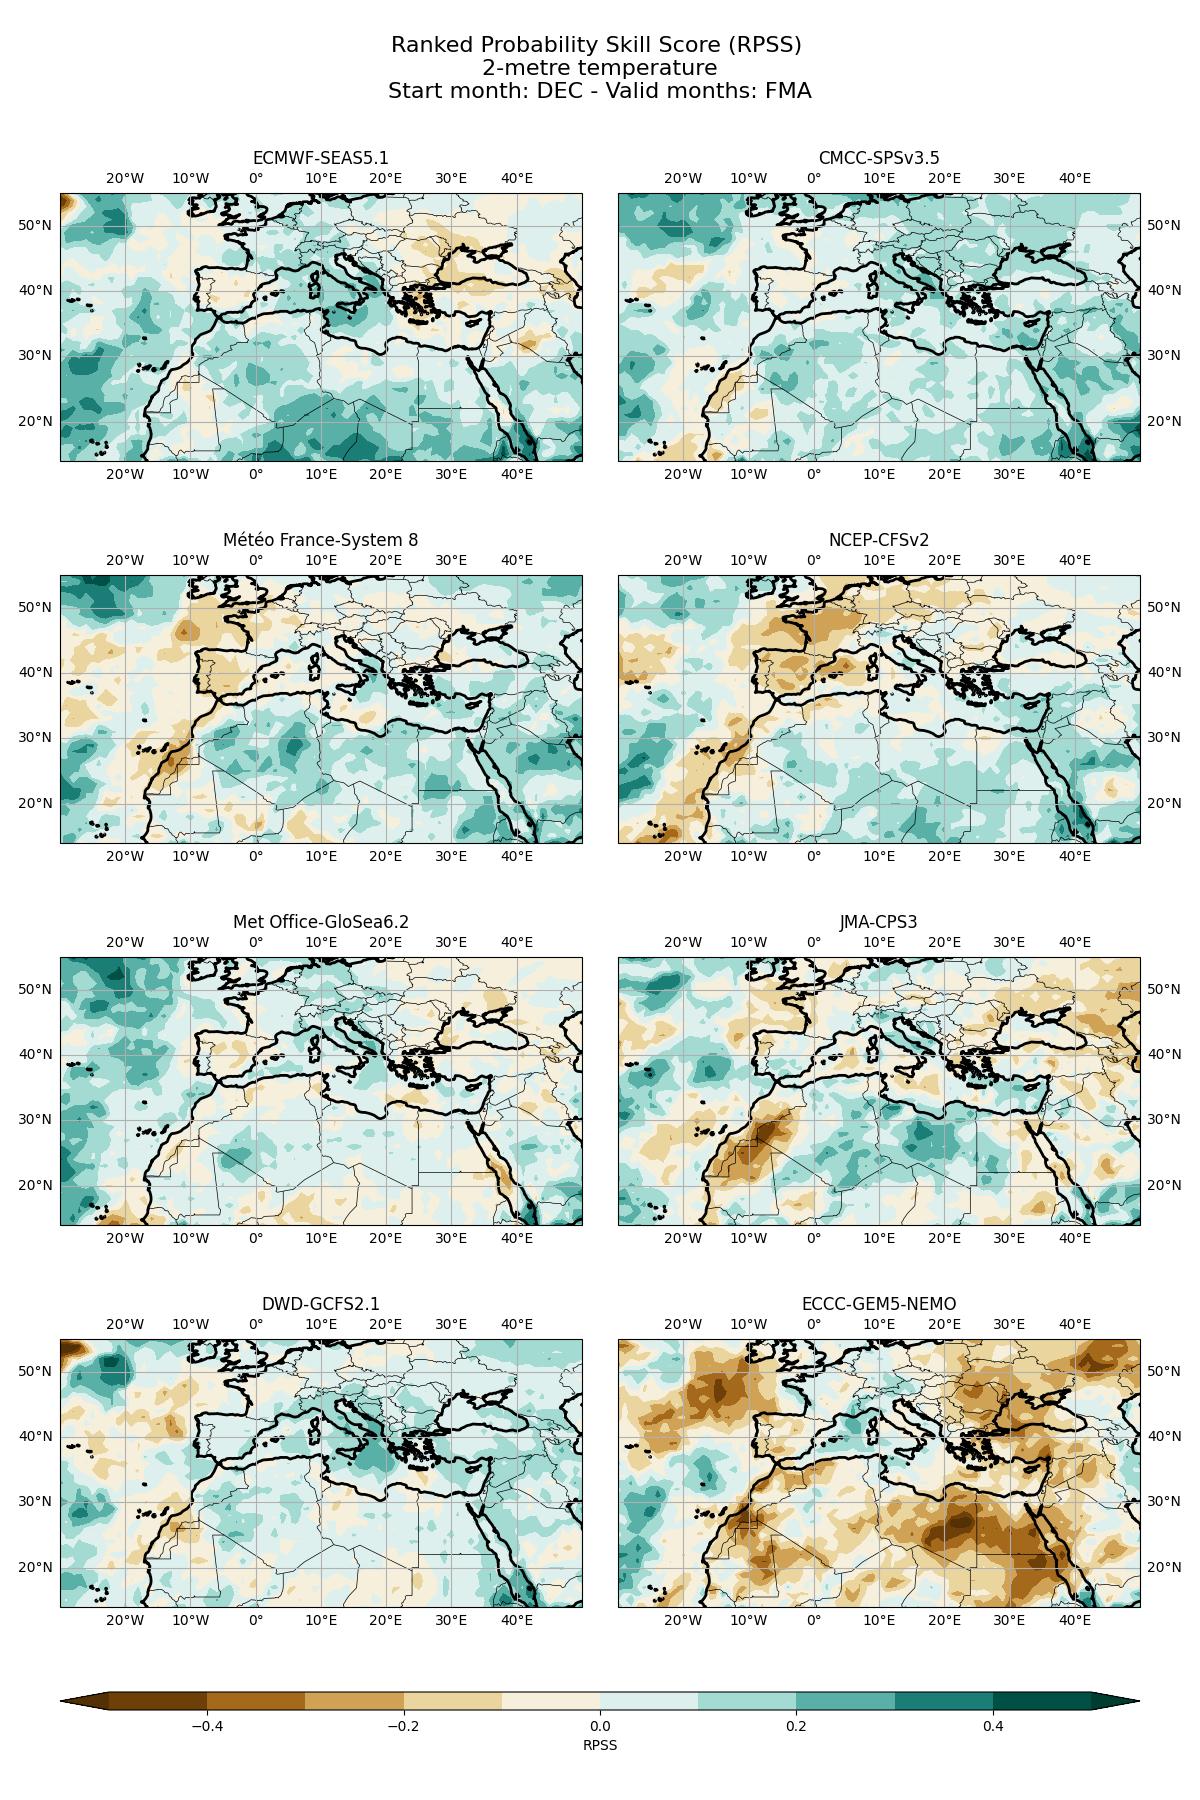 Ranked Probability Skill Score (RPSS)
2-metre temperature
Start month: DEC - Valid months: FMA
ECMWF-SEAS5.1 CMCC-SPSv3.5
20°W 10°W 0° 10°E 20°E 30°E 40°E 20°W 10°W 0° 10°E 20°E 30°E 40°E
50°N 50°N
40°N 40°N
30°N 30°N
20°N 20°N
20°W 10°W 0° 10°E 20°E 30°E 40°E 20°W 10°W 0° 10°E 20°E 30°E 40°E
Météo France-System 8 NCEP-CFSv2
20°W 10°W 0° 10°E 20°E 30°E 40°E 20°W 10°W 0° 10°E 20°E 30°E 40°E
50°N 50°N
40°N 40°N
30°N 30°N
20°N 20°N
20°W 10°W 0° 10°E 20°E 30°E 40°E 20°W 10°W 0° 10°E 20°E 30°E 40°E
Met Office-GloSea6.2 JMA-CPS3
20°W 10°W 0° 10°E 20°E 30°E 40°E 20°W 10°W 0° 10°E 20°E 30°E 40°E
50°N 50°N
40°N 40°N
30°N 30°N
20°N 20°N
20°W 10°W 0° 10°E 20°E 30°E 40°E 20°W 10°W 0° 10°E 20°E 30°E 40°E
DWD-GCFS2.1 ECCC-GEM5-NEMO
20°W 10°W 0° 10°E 20°E 30°E 40°E 20°W 10°W 0° 10°E 20°E 30°E 40°E
50°N 50°N
40°N 40°N
30°N 30°N
20°N 20°N
20°W 10°W 0° 10°E 20°E 30°E 40°E 20°W 10°W 0° 10°E 20°E 30°E 40°E
−0.4 −0.2 0.0 0.2 0.4
RPSS